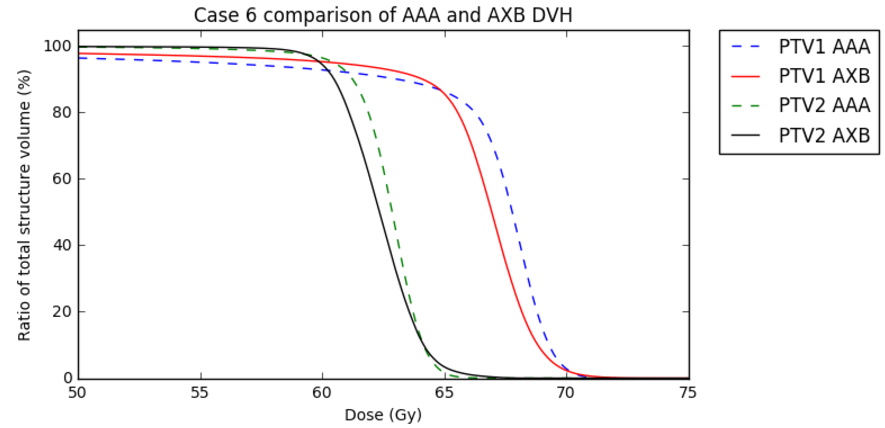 Case 6 comparison of AAA and AXB DVH
100
80
60
40
20
0
Ratio of total structure volume (%)
50 55 60 65 70 75
Dose (Gy)
PTV1 AAA
PTV1 AXB
PTV2 AAA
PTV2 AXB